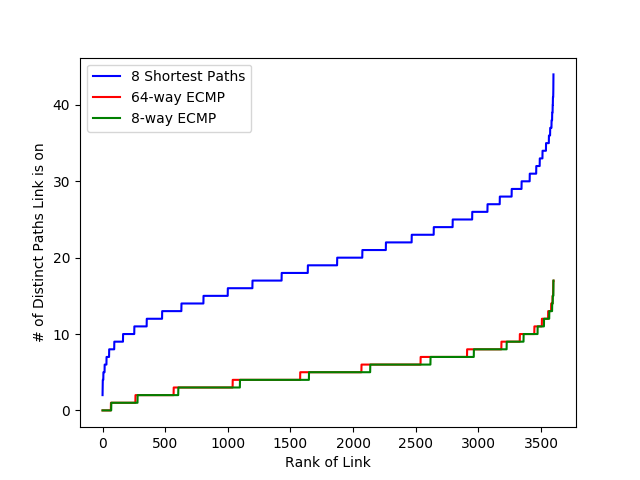 8 Shortest Paths
64-way ECMP
8-way ECMP
# of Distinct Paths Link is on
40
30
20
10
0
0 500 1000 1500 2000 2500 3000 3500
Rank of Link